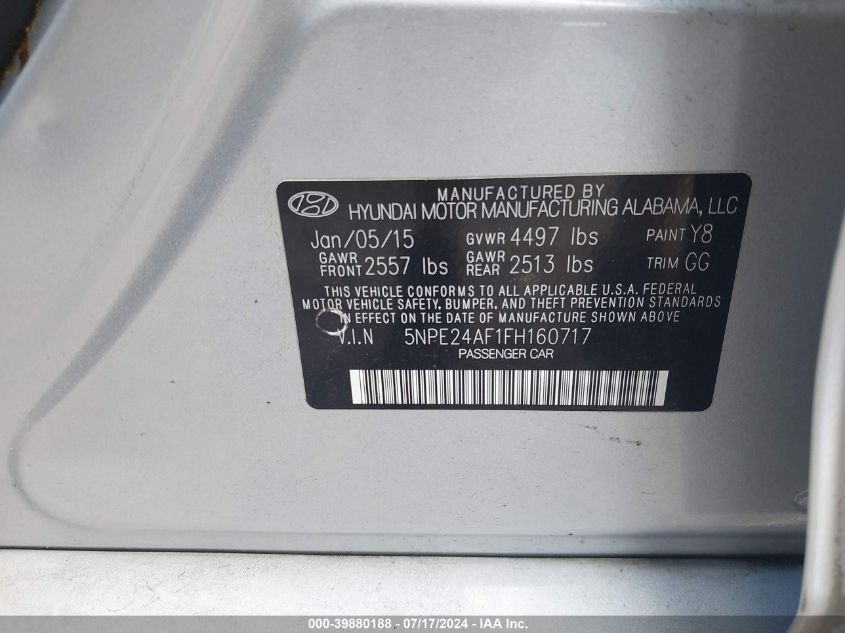 MANUFACTURED BY
HYUNDAI MOTOR MANUFACTURING ALABAMA, LLC
Jan/05/15 GVWR 4497 lbs PAINT Y8
GAWR FRONT 2557 lbs GAWR REAR 2513 lbs TRIM GG
THIS VEHICLE CONFORMS TO ALL APPLICABLE U.S.A. FEDERAL
MOTOR VEHICLE SAFETY, BUMPER, AND THEFT PREVENTION STANDARDS
IN EFFECT ON THE DATE OF MANUFACTURE SHOWN ABOVE
V.I.N 5NPE24AF1FH160717
PASSENGER CAR
000-39880188 - 07/17/2024 - IAA Inc.